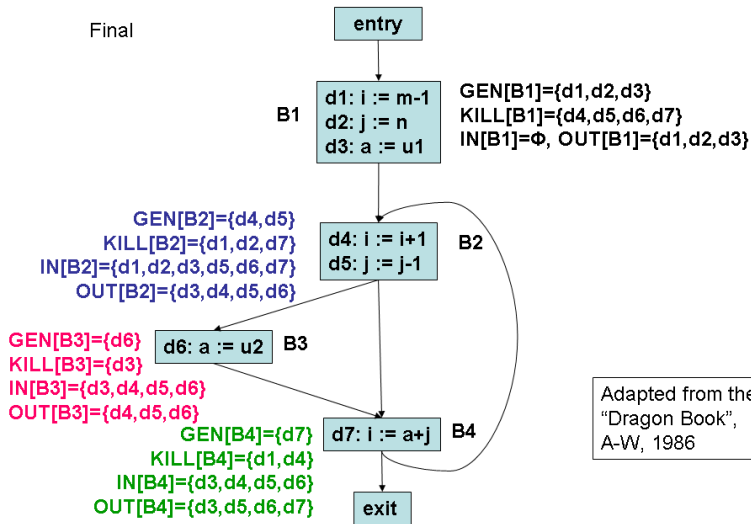 Final
entry
B1
d1: i := m-1
d2: j := n
d3: a := u1
GEN[B1]={d1,d2,d3}
KILL[B1]={d4,d5,d6,d7}
IN[B1]=Φ, OUT[B1]={d1,d2,d3}
GEN[B2]={d4,d5}
KILL[B2]={d1,d2,d7}
IN[B2]={d1,d2,d3,d5,d6,d7}
OUT[B2]={d3,d4,d5,d6}
d4: i := i+1
d5: j := j-1
B2
GEN[B3]={d6}
KILL[B3]={d3}
IN[B3]={d3,d4,d5,d6}
OUT[B3]={d4,d5,d6}
d6: a := u2
B3
GEN[B4]={d7}
KILL[B4]={d1,d4}
IN[B4]={d3,d4,d5,d6}
OUT[B4]={d3,d5,d6,d7}
d7: i := a+j
B4
exit
Adapted from the
“Dragon Book”,
A-W, 1986